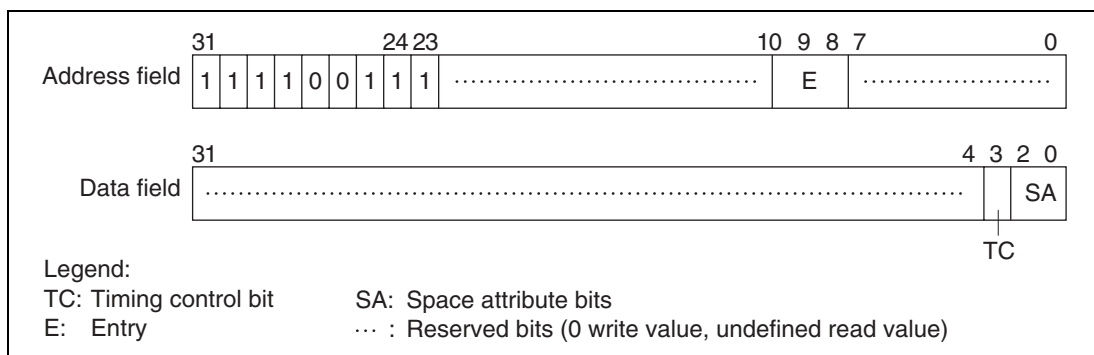 31 24 23 10 9 8 7 0
Address field 1 1 1 1 0 0 1 1 1 ........................................ E ........................
31 4 3 2 0
Data field ........................................................................ SA
TC
Legend:
TC: Timing control bit SA: Space attribute bits
E: Entry ... : Reserved bits (0 write value, undefined read value)